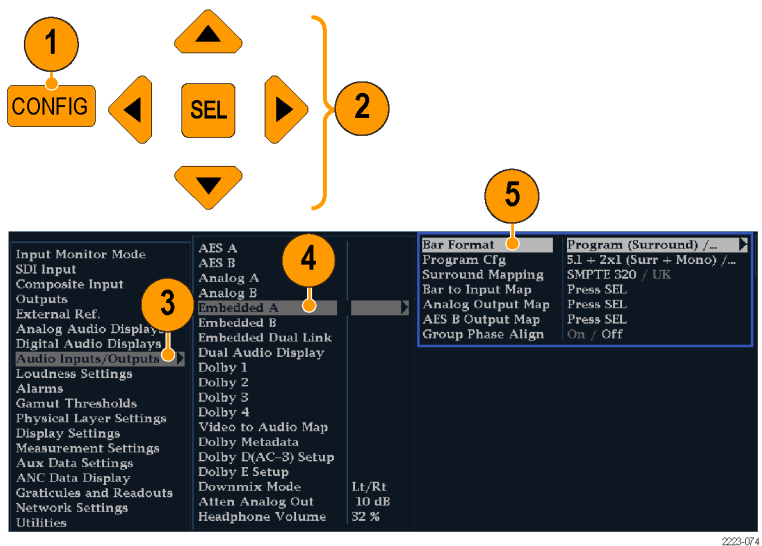 1
CONFIG
SEL
2
5
AES A
AES B
Analog A
Analog B
Embedded A
Embedded B
Embedded Dual Link
Dual Audio Display
Dolby 1
Dolby 2
Dolby 3
Dolby 4
Video to Audio Map
Dolby Metadata
Dolby D(AC-3) Setup
Dolby E Setup
Downmix Mode Lt/Rt
Atten Analog Out 10 dB
Headphone Volume 32 %
4
Input Monitor Mode
SDI Input
Composite Input
Outputs
External Ref.
Analog Audio Displays
Digital Audio Displays
Audio Inputs/Outputs
Loudness Settings
Alarms
Gamut Thresholds
Physical Layer Settings
Display Settings
Measurement Settings
Aux Data Settings
ANC Data Display
Graticules and Readouts
Network Settings
Utilities
3
Bar Format Program (Surround) /...
Program Cfg 5.1 + 2x1 (Surr + Mono) /...
Surround Mapping SMPTE 320 / UK
Bar to Input Map Press SEL
Analog Output Map Press SEL
AES B Output Map Press SEL
Group Phase Align On / Off
2223-074